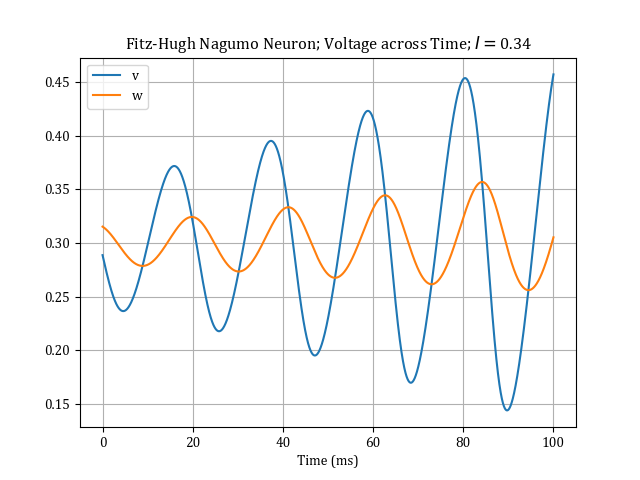 Fitz-Hugh Nagumo Neuron; Voltage across Time; I = 0.34
v
w
0.45
0.40
0.35
0.30
0.25
0.20
0.15
0 20 40 60 80 100
Time (ms)